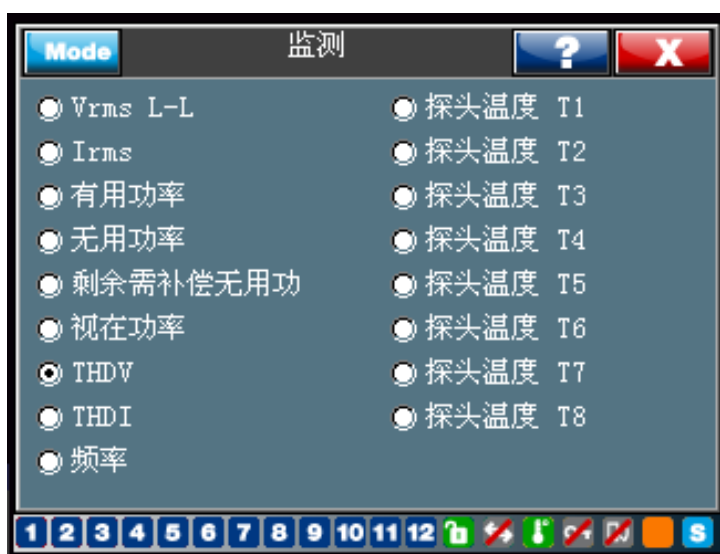 Mode 监测 ? X
Vrms L-L
Irms
有用功率
无用功率
剩余需补偿无用功
视在功率
THDV
THDI
频率
探头温度 T1
探头温度 T2
探头温度 T3
探头温度 T4
探头温度 T5
探头温度 T6
探头温度 T7
探头温度 T8
1 2 3 4 5 6 7 8 9 10 11 12 S